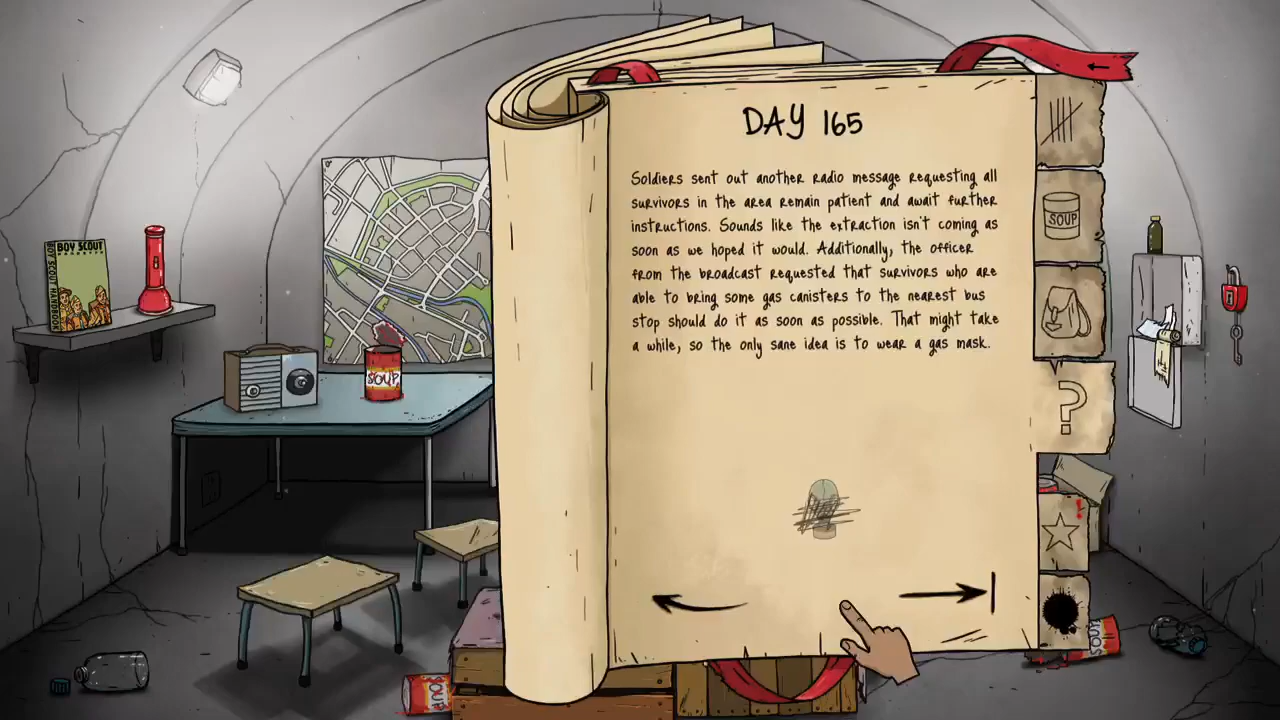 DAY 165
Soldiers sent out another radio message requesting all
survivors in the area remain patient and await further
instructions. Sounds like the extraction isn't coming as
soon as we hoped it would. Additionally, the officer
from the broadcast requested that survivors who are
able to bring some gas canisters to the nearest bus
stop should do it as soon as possible. That might take
a while, so the only sane idea is to wear a gas mask.
SOUP
BOY SCOUT
BOY SCOUT HANDBOOK
SOUP
SOUP
SOUP